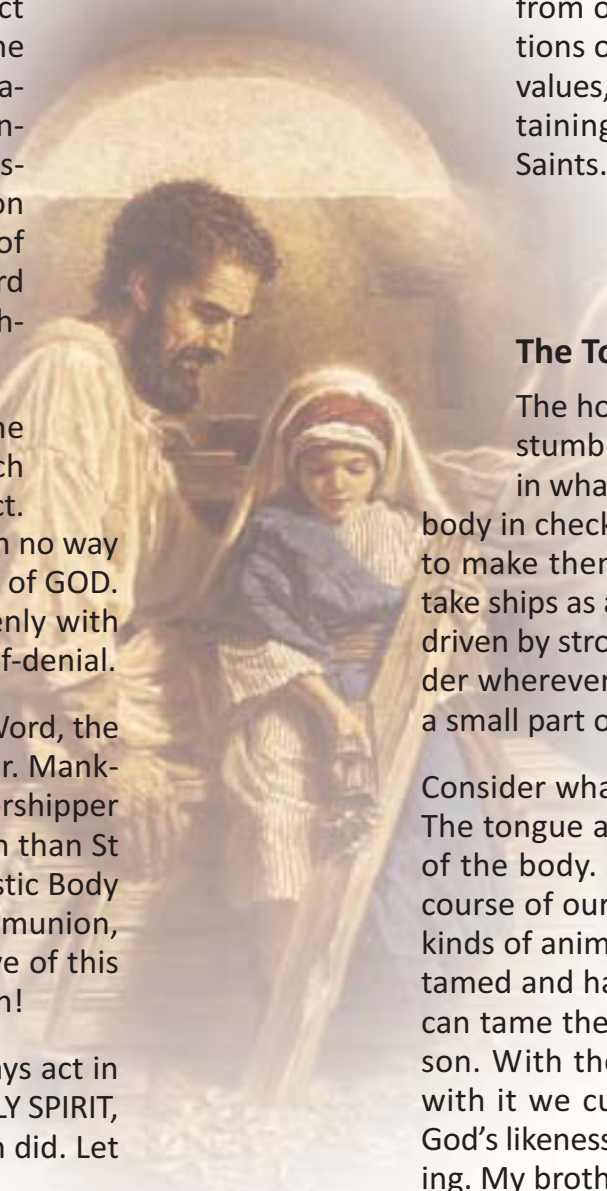 ct
he
a-
n-
s-
on
of
rd
h-
he
ch
ct.
n no way
of GOD.
enly with
f-denial.
Word, the
r. Mank-
orshipper
n than St
stic Body
munion,
ve of this
n!
ys act in
LY SPIRIT,
n did. Let
from o
tions o
values,
taining
Saints.
The To
The ho
stumb
in wha
body in check
to make ther
take ships as a
driven by stro
der wherever
a small part o
Consider wha
The tongue a
of the body.
course of our
kinds of anim
tamed and ha
can tame the
son. With the
with it we cu
God's likeness
ing. My broth